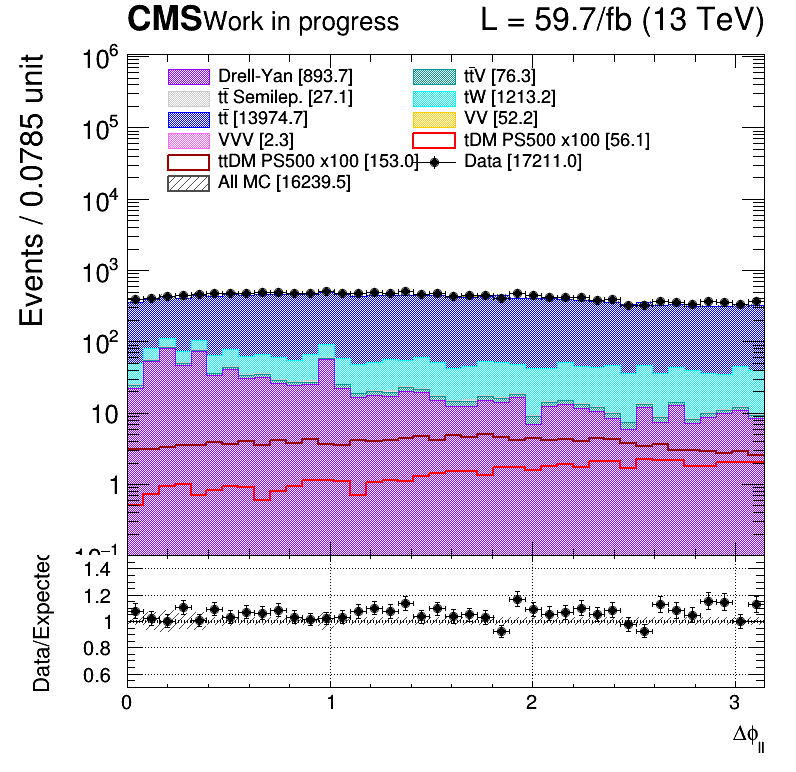 CMS Work in progress L = 59.7/fb (13 TeV)
Events / 0.0785 unit
10⁶
10⁵
10⁴
10³
10²
10
1
10⁻¹
Drell-Yan [893.7]
tt̄V [76.3]
tt̄ Semilep. [27.1]
tW [1213.2]
tt̄ [13974.7]
VV [52.2]
VVV [2.3]
tDM PS500 x100 [56.1]
ttDM PS500 x100 [153.0]
Data [17211.0]
All MC [16239.5]
Data/Expected
1.4
1.2
1
0.8
0.6
0 1 2 3
Δϕ_ll